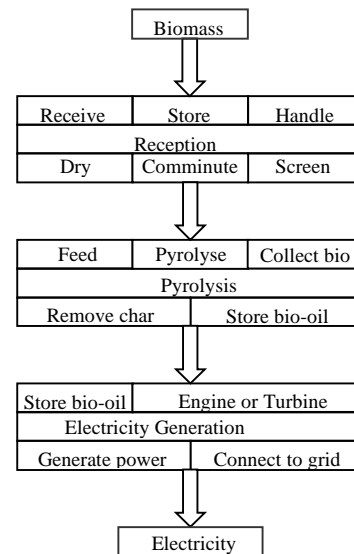 Biomass
Receive Store Handle
Reception
Dry Comminute Screen
Feed Pyrolyse Collect bio
Pyrolysis
Remove char Store bio-oil
Store bio-oil Engine or Turbine
Electricity Generation
Generate power Connect to grid
Electricity